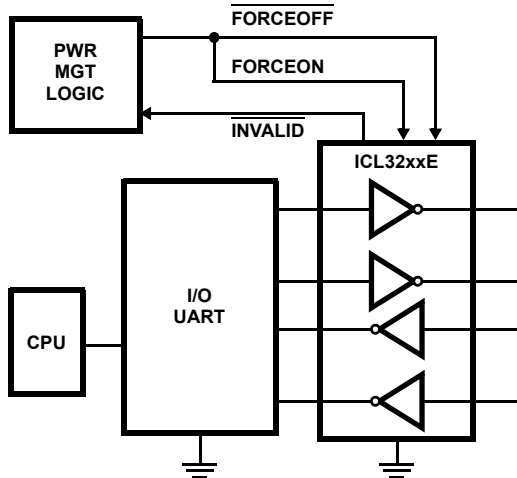 FORCEOFF
PWR
MGT
LOGIC
FORCEON
INVALID
ICL32xxE
I/O
UART
CPU